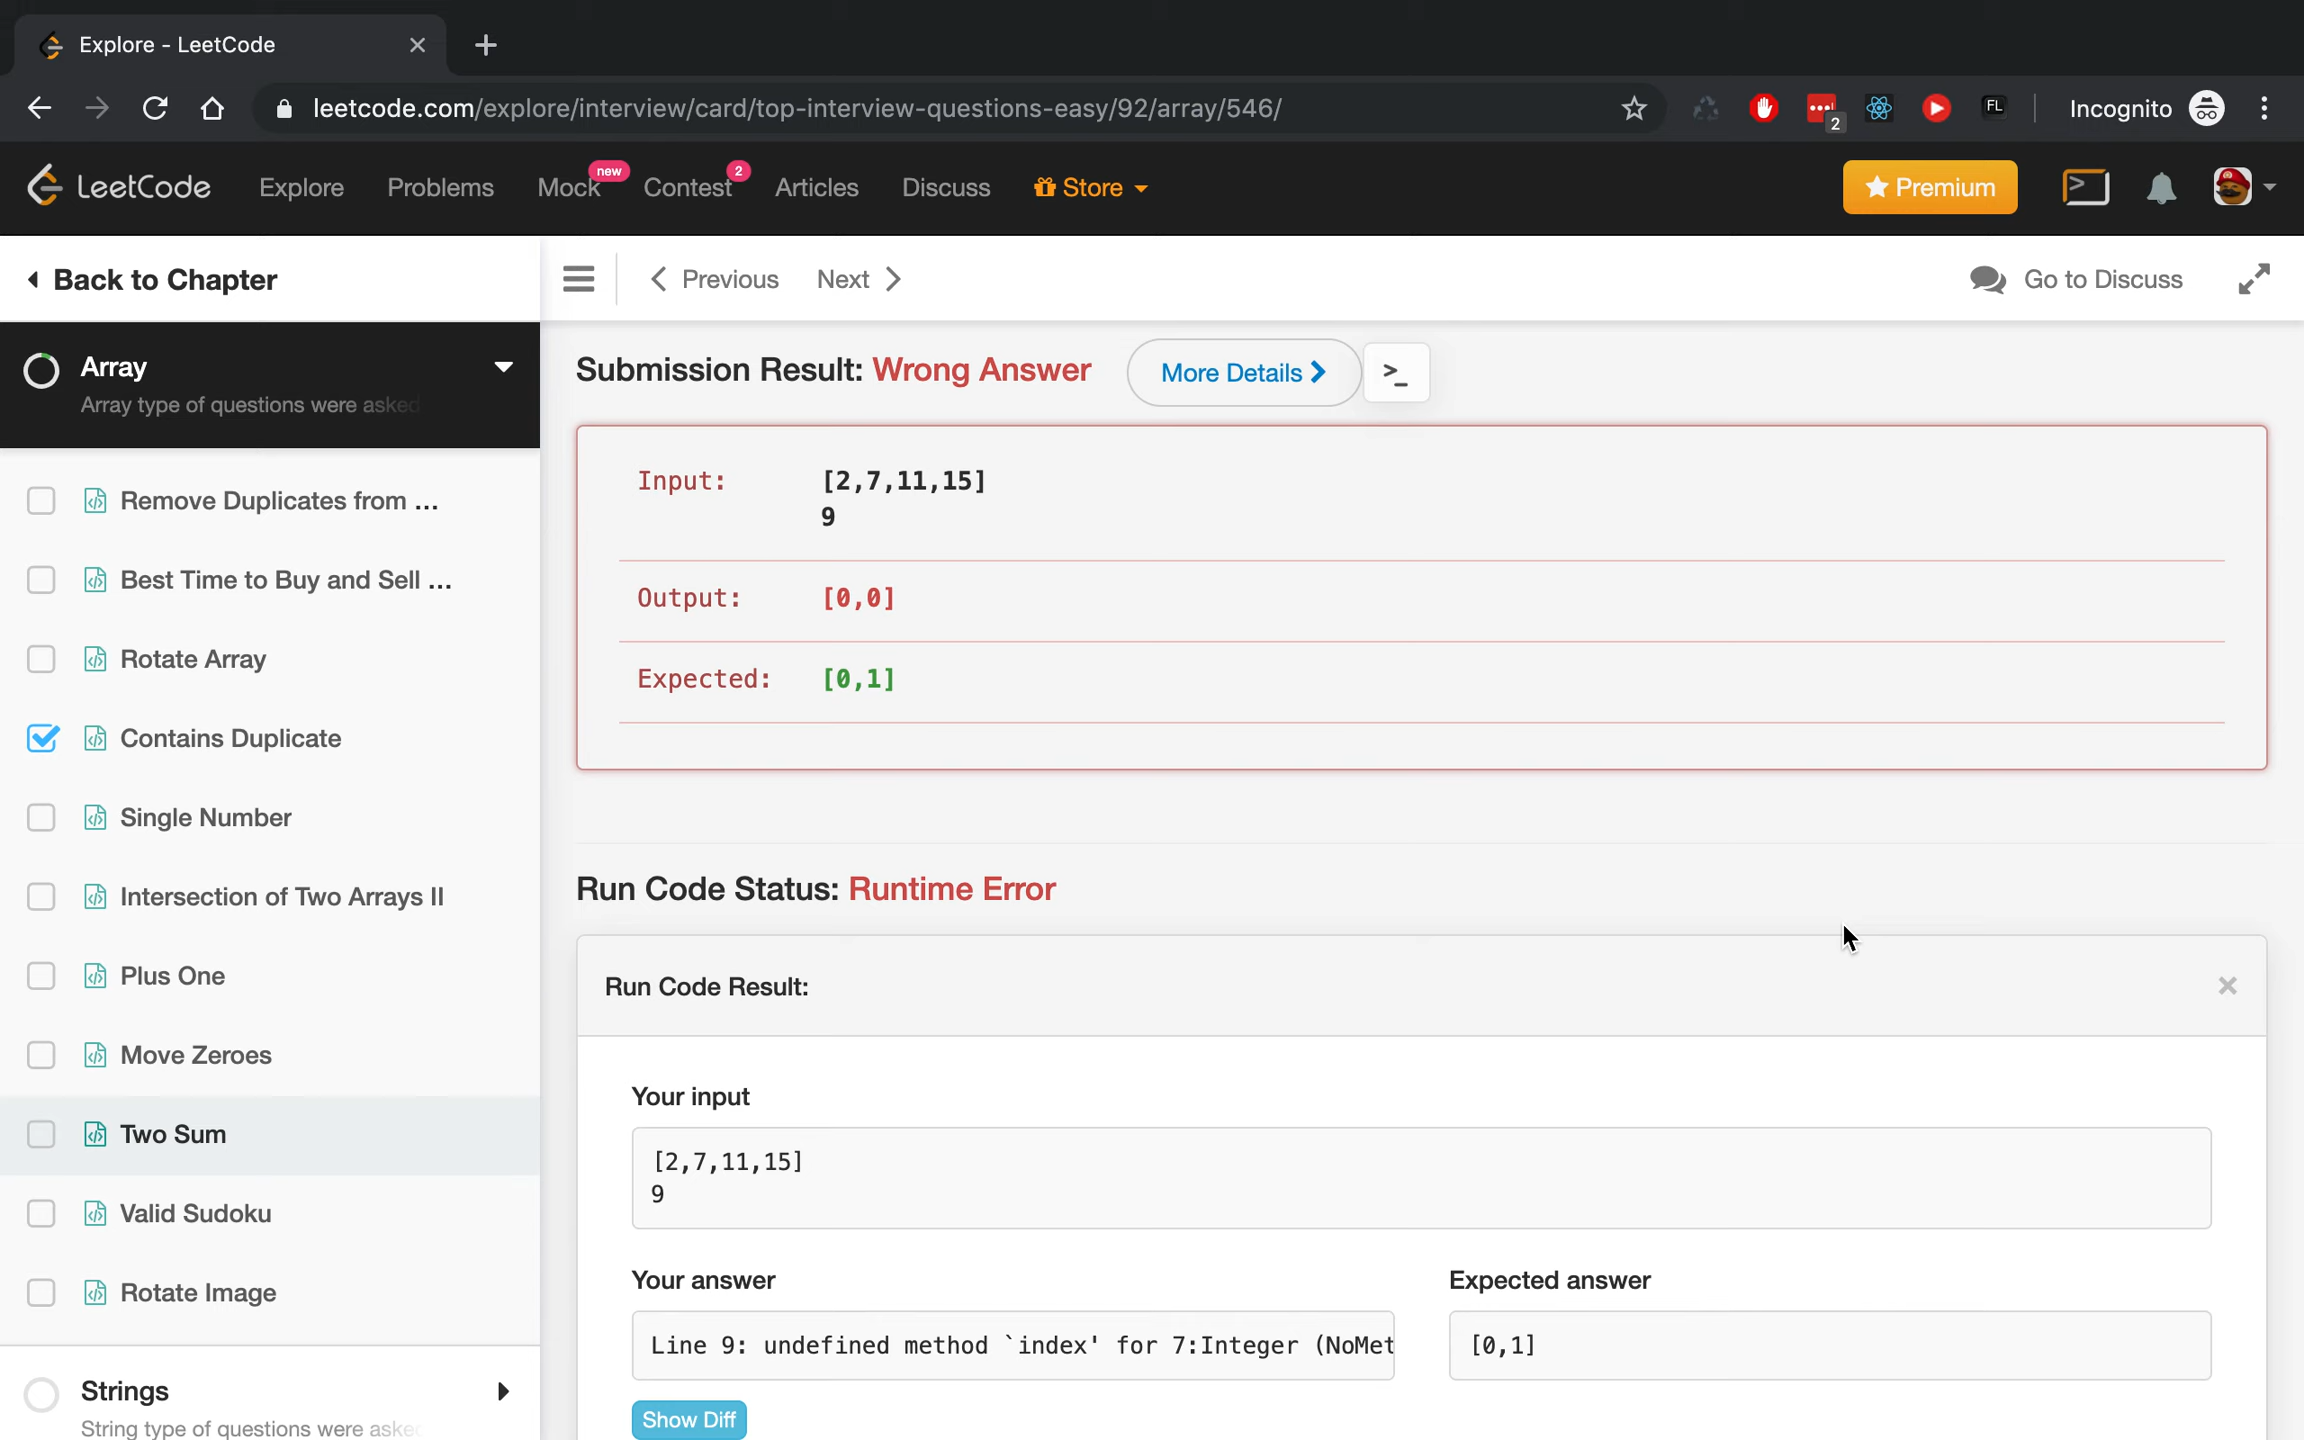 Explore - LeetCode
leetcode.com/explore/interview/card/top-interview-questions-easy/92/array/546/
2
FL
Incognito
LeetCode
Explore
Problems
Mock
new
Contest
2
Articles
Discuss
Store
Premium
Back to Chapter
Previous
Next
Go to Discuss
Array
Array type of questions were asked
Remove Duplicates from ...
Best Time to Buy and Sell ...
Rotate Array
Contains Duplicate
Single Number
Intersection of Two Arrays II
Plus One
Move Zeroes
Two Sum
Valid Sudoku
Rotate Image
Strings
String type of questions were asked
Submission Result: Wrong Answer
More Details
>_
Input: [2,7,11,15]
9
Output: [0,0]
Expected: [0,1]
Run Code Status: Runtime Error
Run Code Result:
Your input
[2,7,11,15]
9
Your answer
Expected answer
Line 9: undefined method `index' for 7:Integer (NoMet
[0,1]
Show Diff